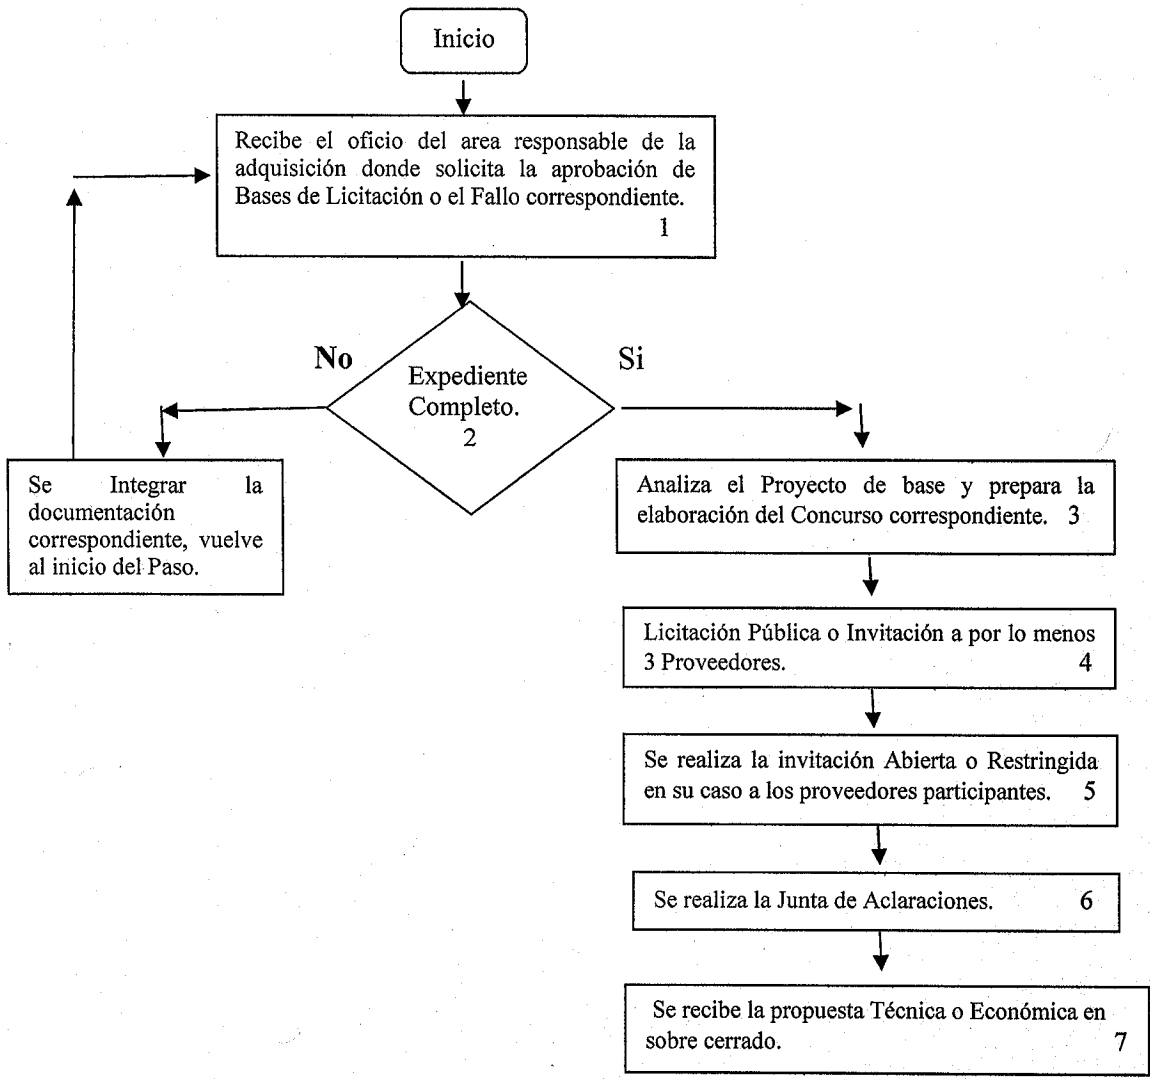 Inicio
Recibe el oficio del area responsable de la
adquisición donde solicita la aprobación de
Bases de Licitación o el Fallo correspondiente.
1
No
Si
Expediente
Completo.
2
Se Integrar la
documentación
correspondiente, vuelve
al inicio del Paso.
Analiza el Proyecto de base y prepara la
elaboración del Concurso correspondiente. 3
Licitación Pública o Invitación a por lo menos
3 Proveedores. 4
Se realiza la invitación Abierta o Restringida
en su caso a los proveedores participantes. 5
Se realiza la Junta de Aclaraciones. 6
Se recibe la propuesta Técnica o Económica en
sobre cerrado. 7